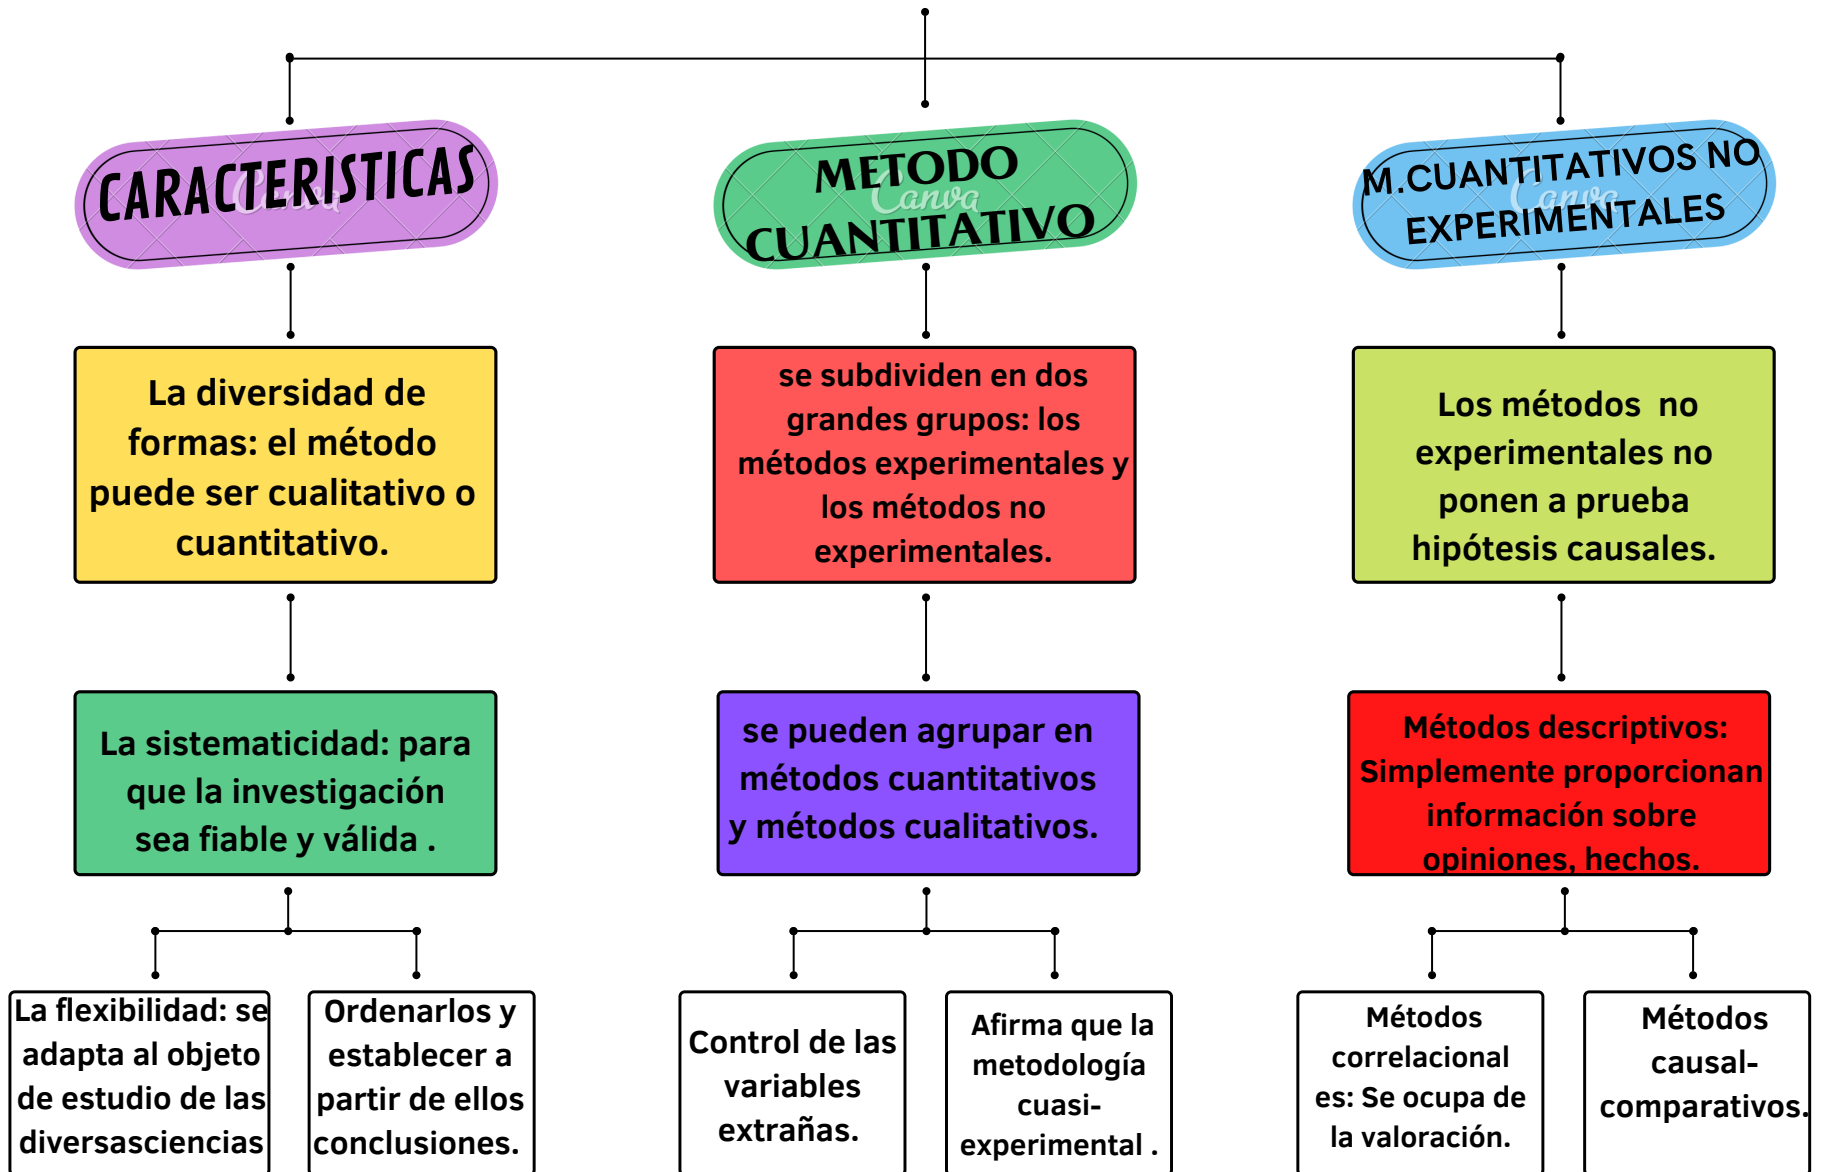 CARACTERISTICAS
Canva
La diversidad de
formas: el método
puede ser cualitativo o
cuantitativo.
La sistematicidad: para
que la investigación
sea fiable y válida .
La flexibilidad: se
adapta al objeto
de estudio de las
diversasciencias
Ordenarlos y
establecer a
partir de ellos
conclusiones.
METODO
CUANTITATIVO
Canva
se subdividen en dos
grandes grupos: los
métodos experimentales y
los métodos no
experimentales.
se pueden agrupar en
métodos cuantitativos
y métodos cualitativos.
Control de las
variables
extrañas.
Afirma que la
metodología
cuasi-
experimental .
M.CUANTITATIVOS NO
EXPERIMENTALES
Canva
Los métodos  no
experimentales no
ponen a prueba
hipótesis causales.
Métodos descriptivos:
Simplemente proporcionan
información sobre
opiniones, hechos.
Métodos
correlacional
es: Se ocupa de
la valoración.
Métodos
causal-
comparativos.